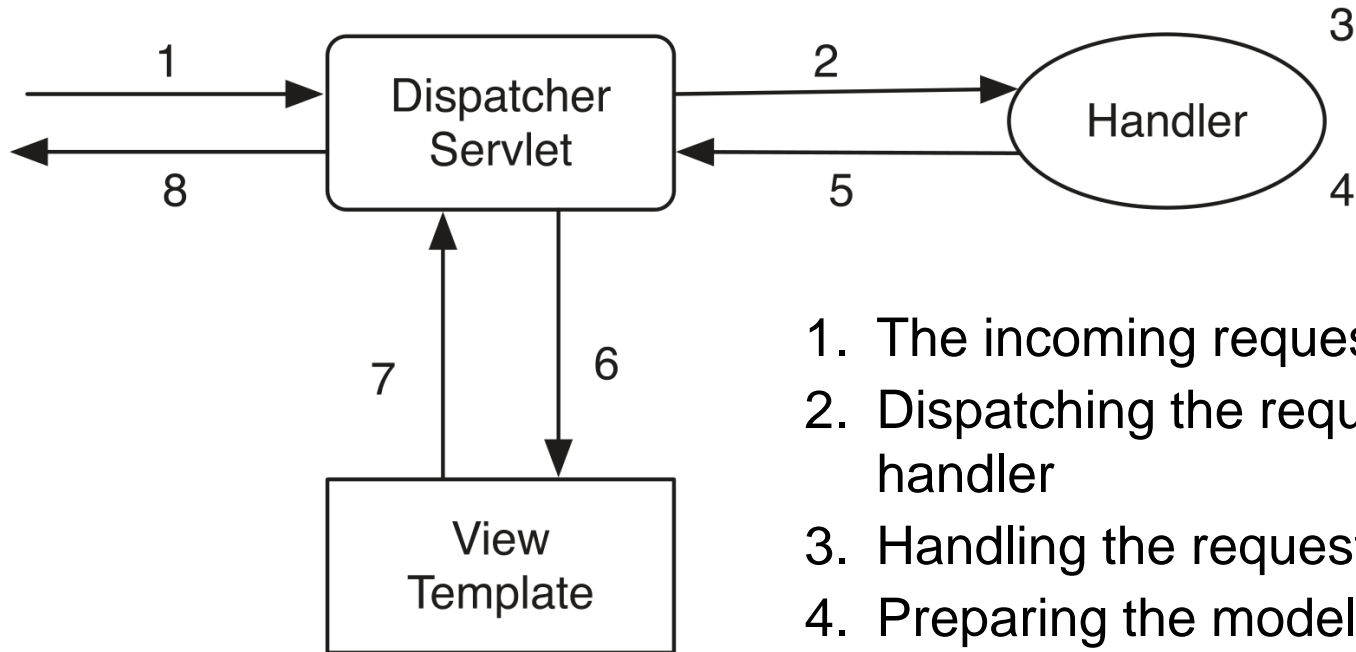 3
1
2
Dispatcher
Servlet
Handler
8
5
4
7
6
1. The incoming
2. Dispatching the
handler
3. Handling the request
4. Preparing the model
View
Template